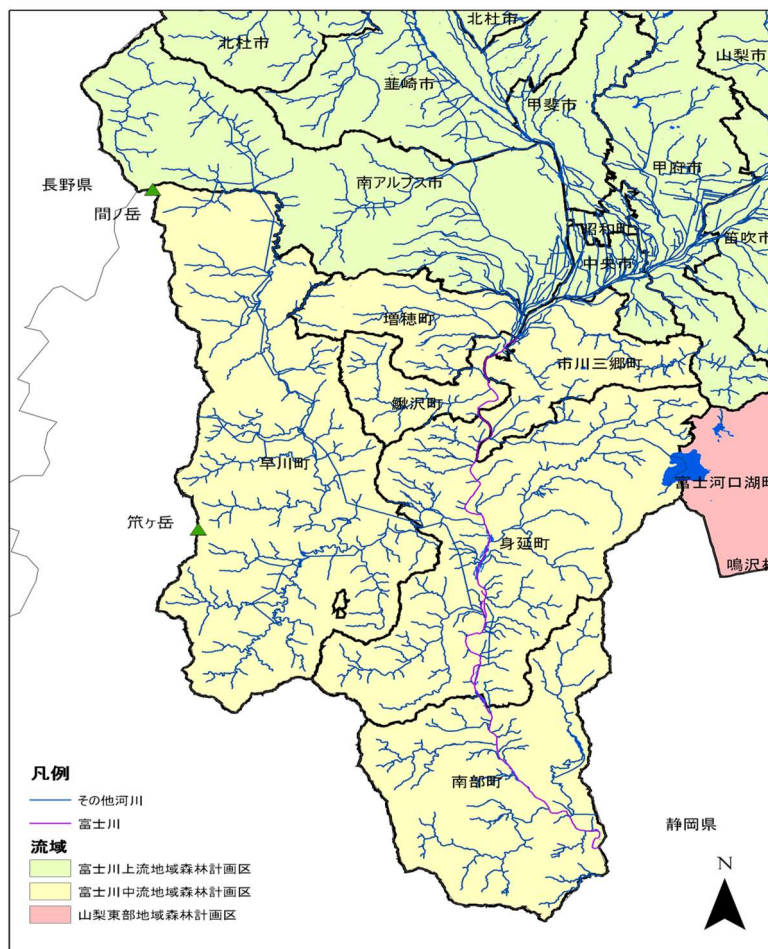 北杜市
北杜市
山梨市
韮崎市
甲斐市
甲府市
長野県
南アルプス市
間ノ岳
昭和町
笛吹市
中央市
増穂町
市川三郷町
鰍沢町
早川町
富士河口湖町
笊ヶ岳
身延町
鳴沢村
南部町
静岡県
凡例
その他河川
富士川
流域
富士川上流地域森林計画区
富士川中流地域森林計画区
山梨東部地域森林計画区
N